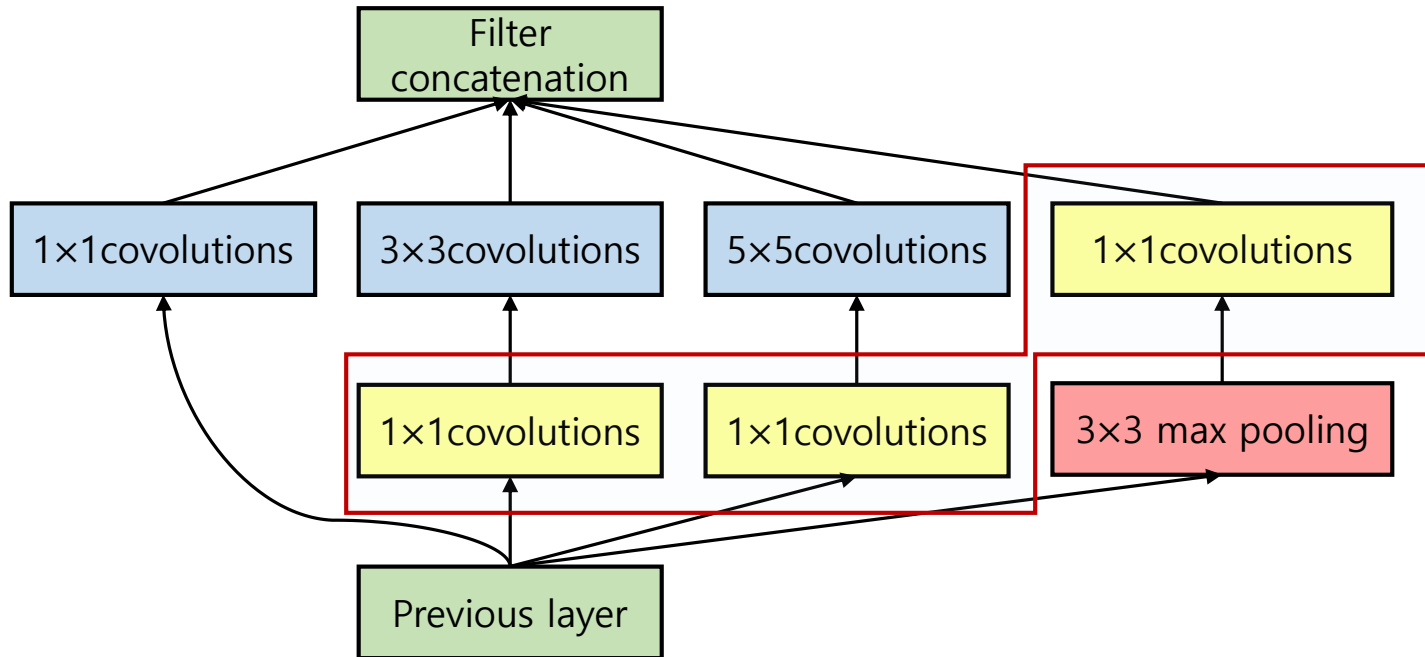 Filter
concatenation
1×1covolutions
3×3covolutions
5×5covolutions
1×1covolutions
1×1covolutions
1×1covolutions
3×3 max pooling
Previous layer